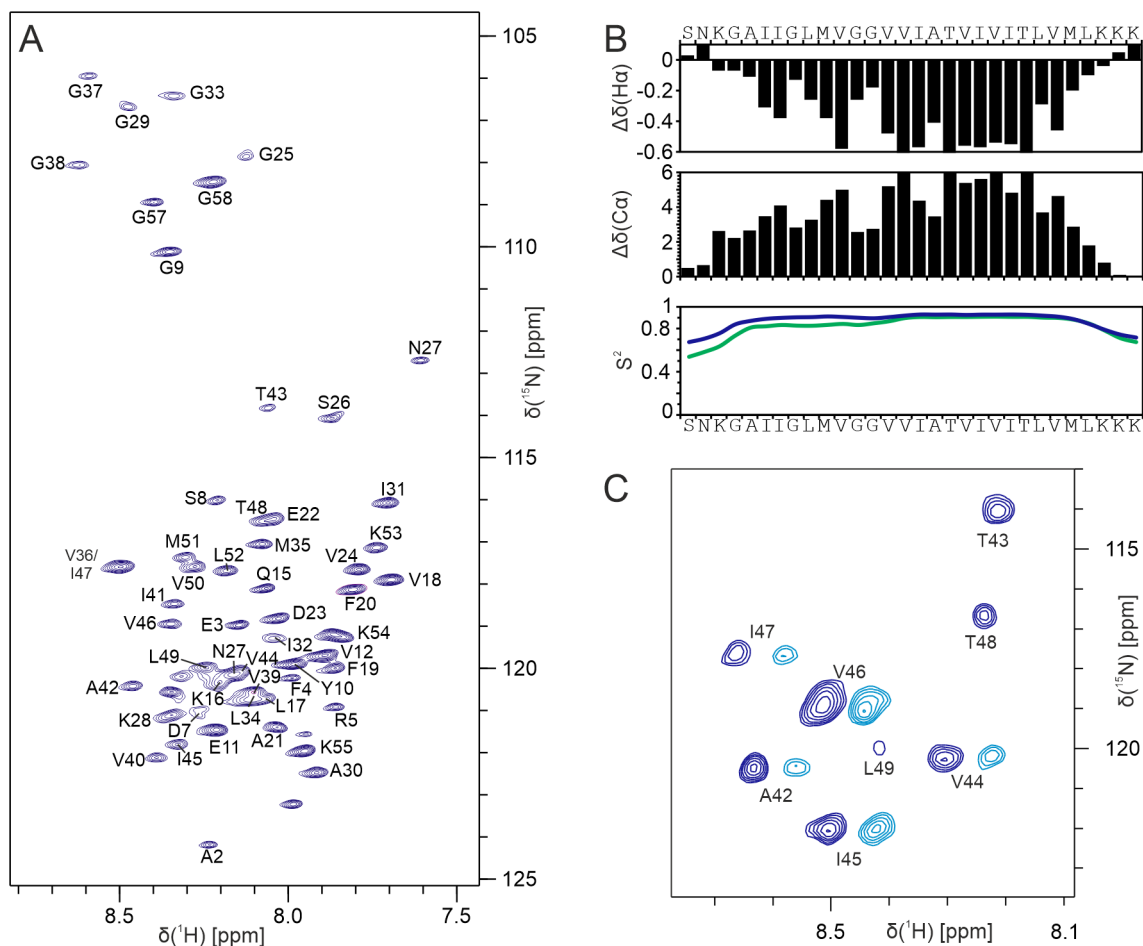 A
105
G37
G33
G29
G25
G38
G58
G57
110
G9
N27
T43
S26
δ(¹⁵N) [ppm]
115
I31
S8
T48
E22
M51
M35
K53
V36/
I47
L52
V24
V50
Q15
V18
I41
F20
V46
E3
D23
K54
I32
L49
N27
V44
V12
F19
120
A42
K16
V39
Y10
F4
L17
K28
L34
R5
D7
A21
E11
V40
I45
K55
A30
A2
125
8.5
8.0
7.5
δ(¹H) [ppm]
B
SNKGAIIGLMVGGVVIATVIVITLVMLKKK
Δδ(Hα)
0
-0.2
-0.4
-0.6
Δδ(Cα)
6
4
2
0
S²
1
0.8
0.4
0
SNKGAIIGLMVGGVVIATVIVITLVMLKKK
C
T43
115
T48
I47
V46
δ(¹⁵N) [ppm]
L49
120
A42
V44
I45
8.5
δ(¹H) [ppm]
8.1